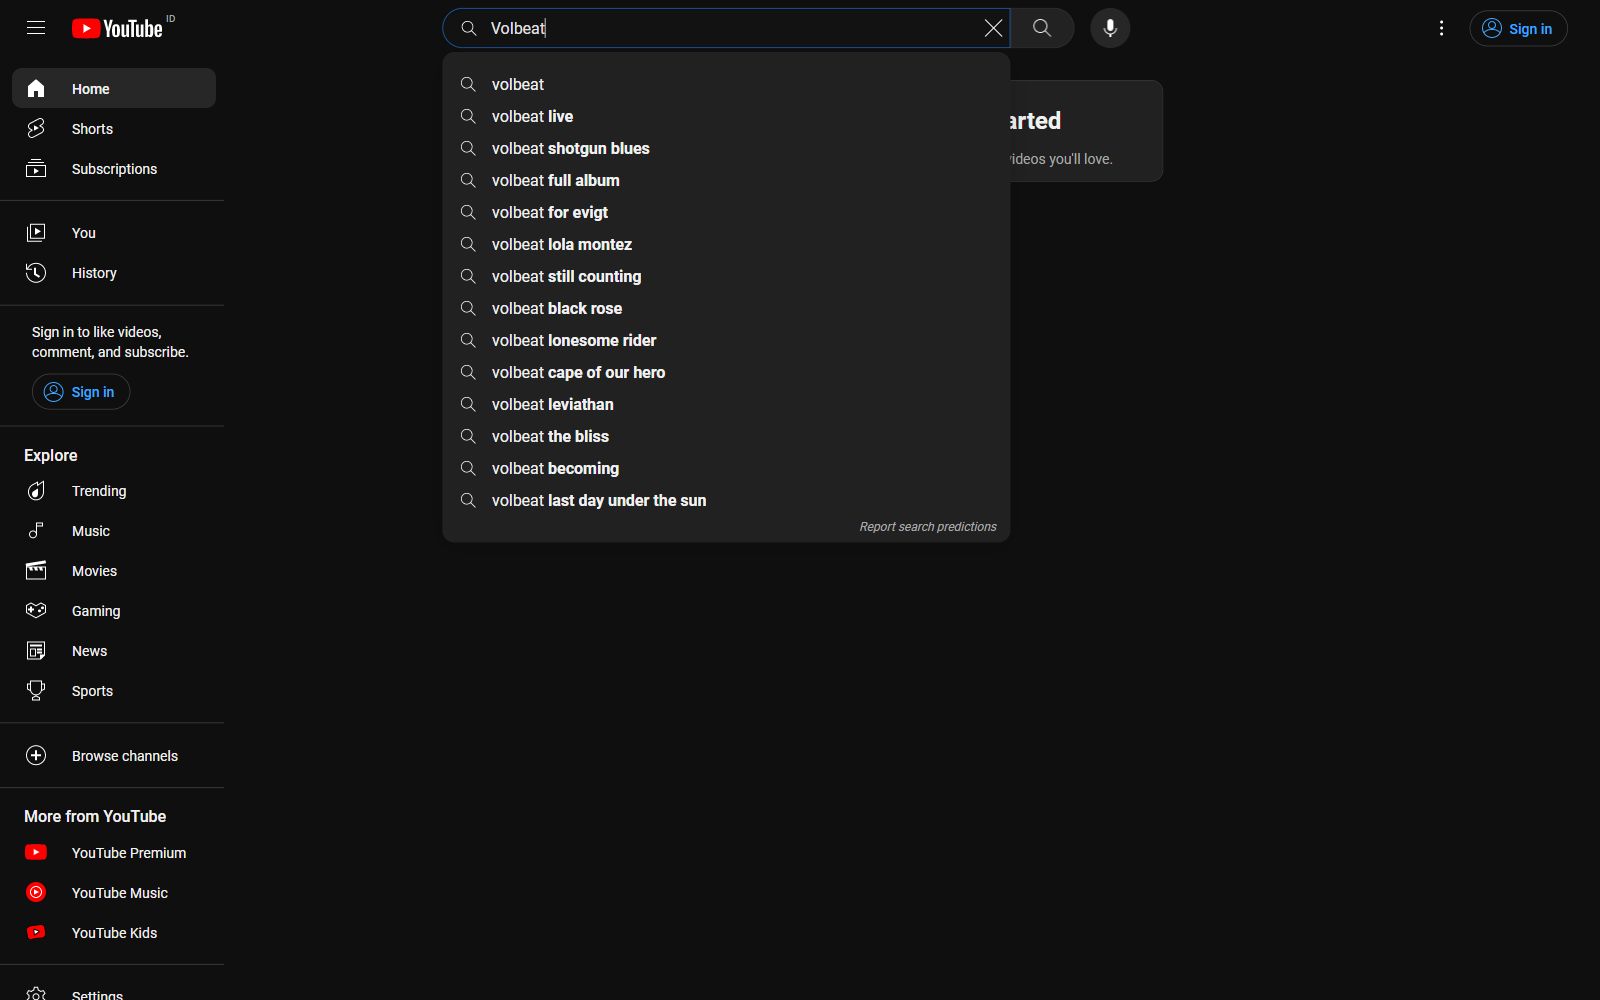 YouTube ID
Volbeat
Sign in
Home
Shorts
Subscriptions
You
History
Sign in to like videos,
comment, and subscribe.
Sign in
Explore
Trending
Music
Movies
Gaming
News
Sports
Browse channels
More from YouTube
YouTube Premium
YouTube Music
YouTube Kids
Settings
volbeat
volbeat live
volbeat shotgun blues
volbeat full album
volbeat for evigt
volbeat lola montez
volbeat still counting
volbeat black rose
volbeat lonesome rider
volbeat cape of our hero
volbeat leviathan
volbeat the bliss
volbeat becoming
volbeat last day under the sun
Report search predictions
arted
videos you'll love.